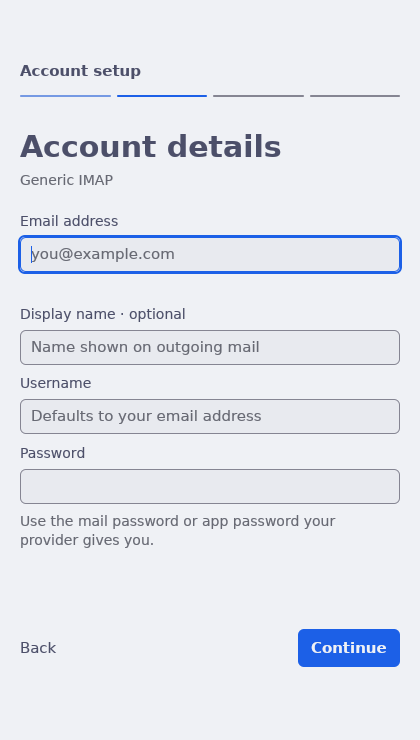 Account setup
Account details
Generic IMAP
Email address
you@example.com
Display name · optional
Name shown on outgoing mail
Username
Defaults to your email address
Password
Use the mail password or app password your
provider gives you.
Back
Continue